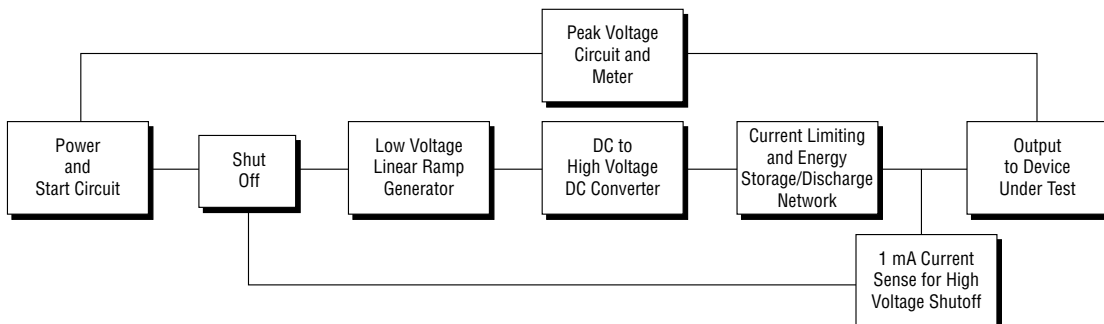 Peak Voltage
Circuit and
Meter
Power
and
Start Circuit
Shut
Off
Low Voltage
Linear Ramp
Generator
DC to
High Voltage
DC Converter
Current Limiting
and Energy
Storage/Discharge
Network
Output
to Device
Under Test
1 mA Current
Sense for High
Voltage Shutoff